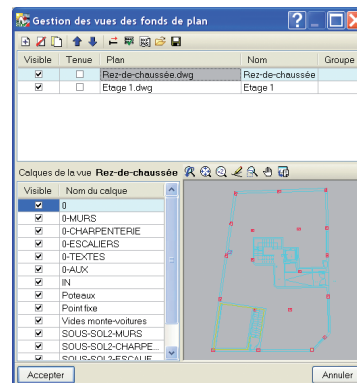 Gestion des vues des fonds de plan
Visible Tenue Plan Nom Groupe
Rez-de-chaussée.dwg Rez-de-chaussée
Etage 1.dwg Etage 1
Calques de la vue Rez-de-chaussée
Visible Nom du calque
0
0-MURS
0-CHARPENTERIE
0-ESCALIERS
0-TEXTES
0-AUX
IN
Poteaux
Point fixe
Vides monte-voitures
SOUS-SOL2-MURS
SOUS-SOL2-CHARPE...
SOUS-SOL2-ESCALIE
Accepter Annuler